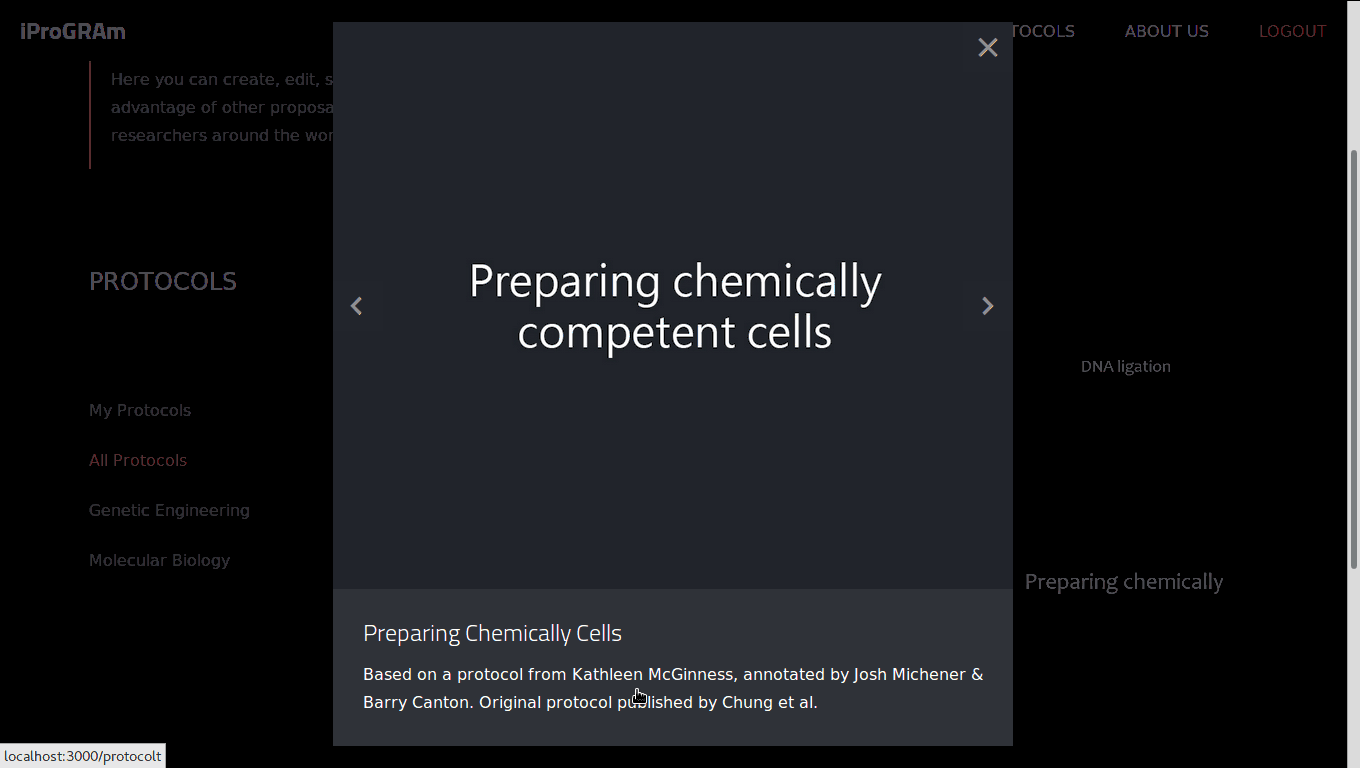 iProGRAm
TOCOLS
ABOUT US
LOGOUT
Here you can create, edit, s
advantage of other proposa
researchers around the wor
PROTOCOLS
My Protocols
All Protocols
Genetic Engineering
Molecular Biology
Preparing chemically
competent cells
DNA ligation
Preparing chemically
Preparing Chemically Cells
Based on a protocol from Kathleen McGinness, annotated by Josh Michener &
Barry Canton. Original protocol published by Chung et al.
localhost:3000/protocolt